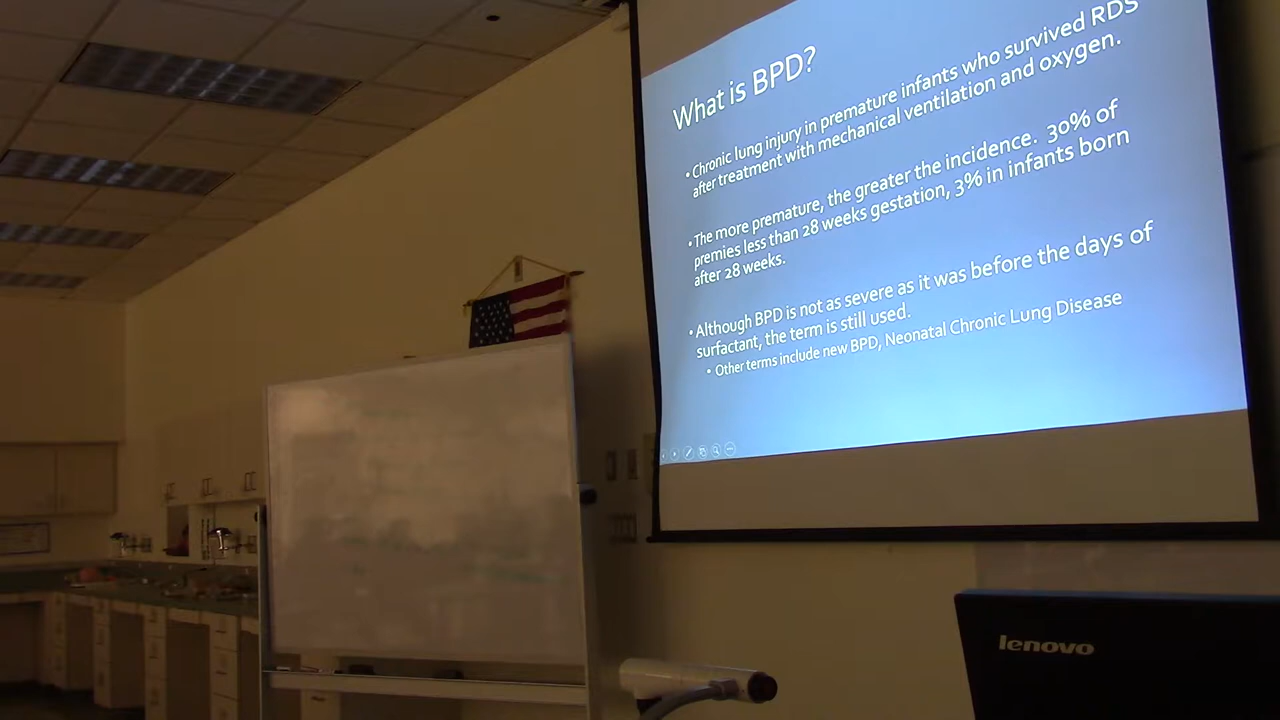 What is BPD?
• Chronic lung injury in premature infants who survived RDS
after treatment with mechanical ventilation and oxygen.
• The more premature, the greater the incidence. 30% of
premies less than 28 weeks gestation, 3% in infants born
after 28 weeks.
• Although BPD is not as severe as it was before the days of
surfactant, the term is still used.
• Other terms include new BPD, Neonatal Chronic Lung Disease
lenovo